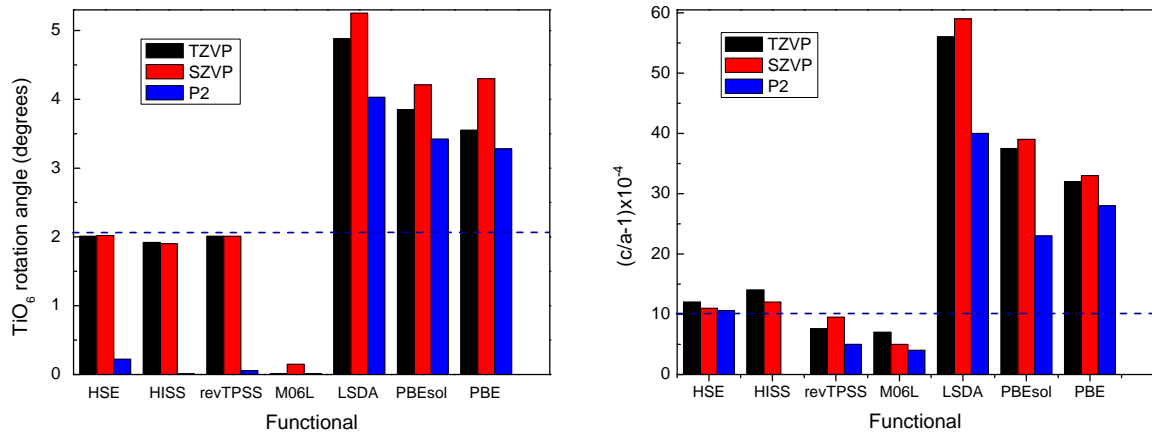 TiO6 rotation angle (degrees)
5
4
3
2
1
0
TZVP
SZVP
P2
HSE HISS revTPSS M06L LSDA PBEsol PBE
Functional
(c/a-1)x10-4
60
50
40
30
20
10
0
TZVP
SZVP
P2
HSE HISS revTPSS M06L LSDA PBEsol PBE
Functional